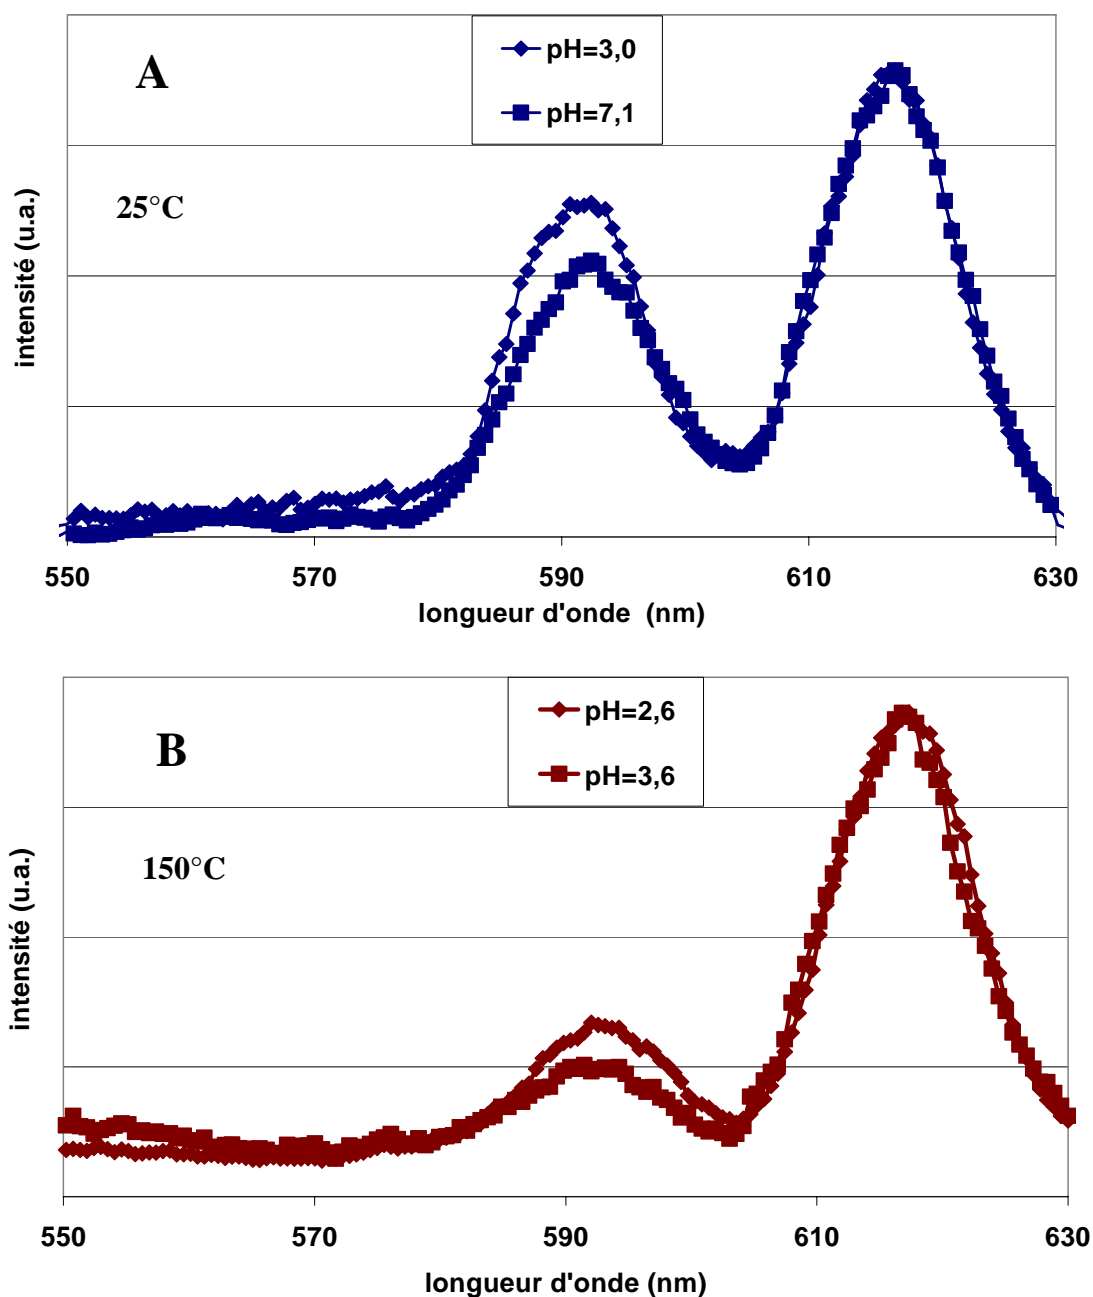 A
pH=3,0
pH=7,1
25°C
intensité (u.a.)
550 570 590 610 630
longueur d'onde (nm)
B
pH=2,6
pH=3,6
150°C
intensité (u.a.)
550 570 590 610 630
longueur d'onde (nm)